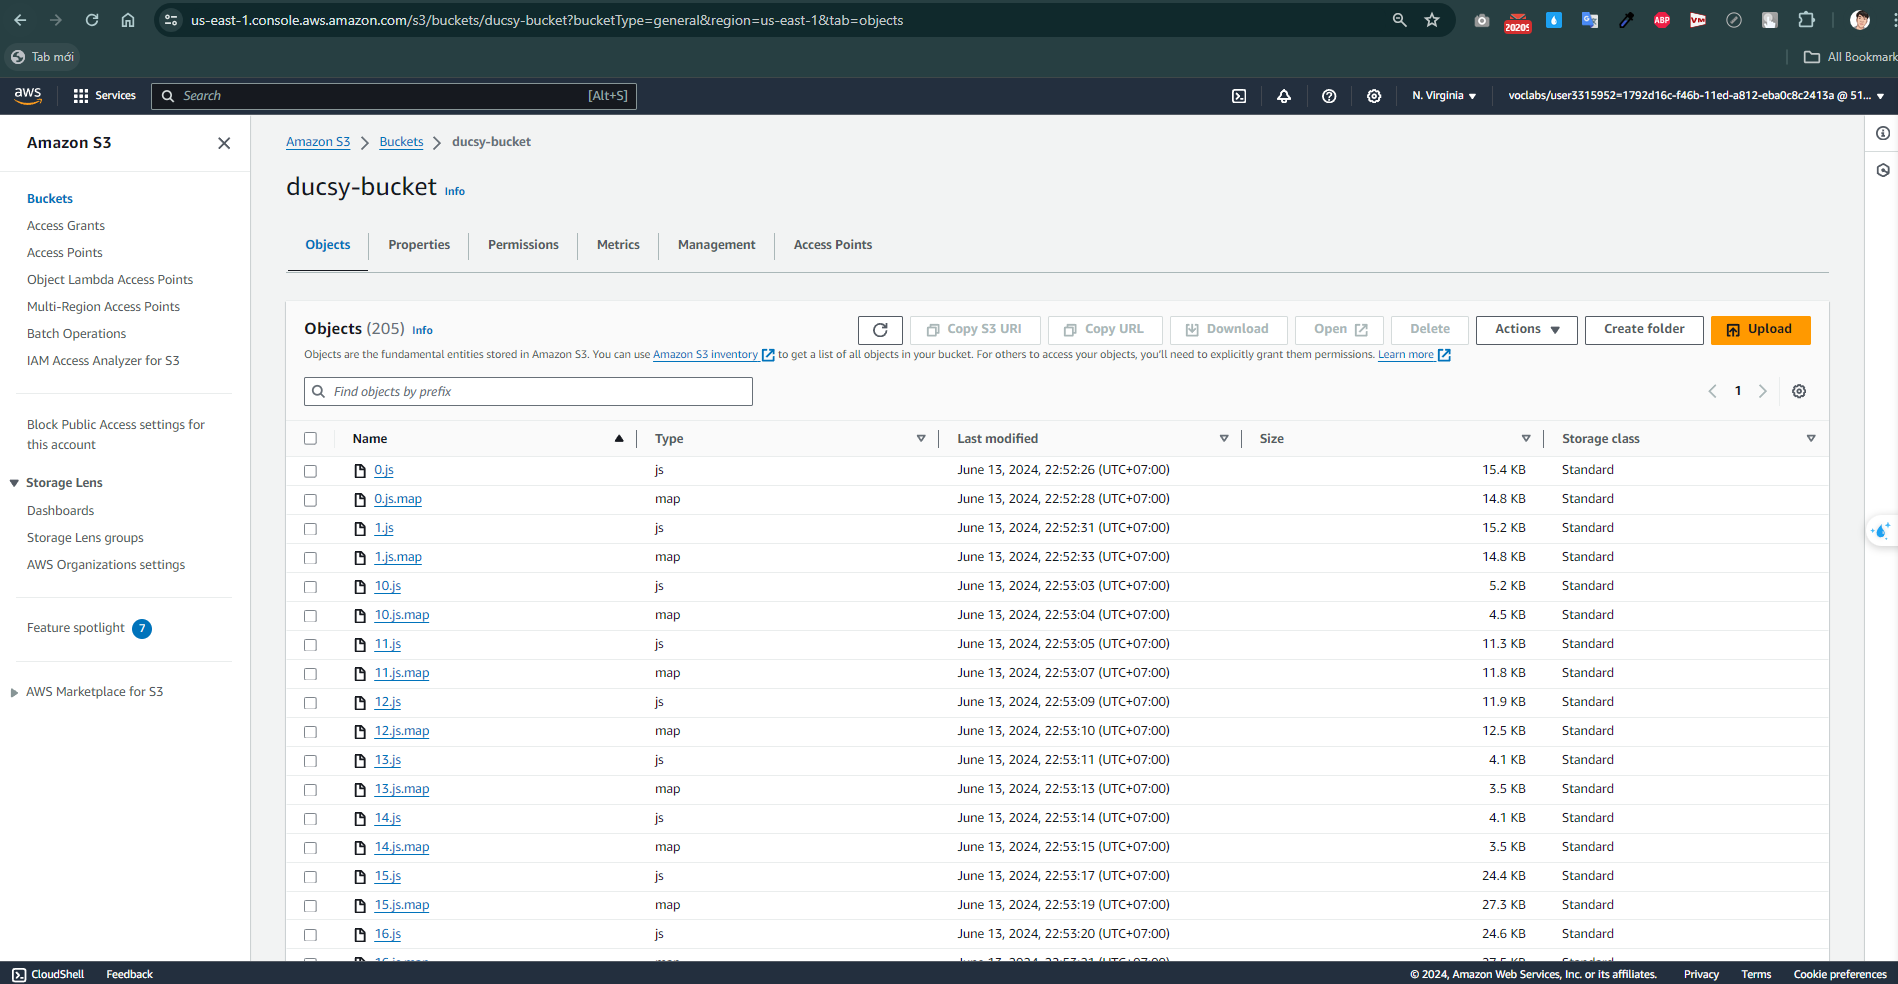 us-east-1.console.aws.amazon.com/s3/buckets/ducsy-bucket?bucketType=general&region=us-east-1&tab=objects
2020S
ABP
VM
Tab mới
All Bookmark
aws
Services
Search
[Alt+S]
N. Virginia
voclabs/user3315952=1792d16c-f46b-11ed-a812-eba0c8c2413a @ 51...
Amazon S3
Buckets
Access Grants
Access Points
Object Lambda Access Points
Multi-Region Access Points
Batch Operations
IAM Access Analyzer for S3
Block Public Access settings for
this account
Storage Lens
Dashboards
Storage Lens groups
AWS Organizations settings
Feature spotlight 7
AWS Marketplace for S3
Amazon S3 > Buckets > ducsy-bucket
ducsy-bucket Info
Objects Properties Permissions Metrics Management Access Points
Objects (205) Info
Copy S3 URI Copy URL Download Open Delete Actions Create folder Upload
Objects are the fundamental entities stored in Amazon S3. You can use Amazon S3 inventory to get a list of all objects in your bucket. For others to access your objects, you'll need to explicitly grant them permissions. Learn more
Find objects by prefix
1
Name Type Last modified Size Storage class
0.js js June 13, 2024, 22:52:26 (UTC+07:00) 15.4 KB Standard
0.js.map map June 13, 2024, 22:52:28 (UTC+07:00) 14.8 KB Standard
1.js js June 13, 2024, 22:52:31 (UTC+07:00) 15.2 KB Standard
1.js.map map June 13, 2024, 22:52:33 (UTC+07:00) 14.8 KB Standard
10.js js June 13, 2024, 22:53:03 (UTC+07:00) 5.2 KB Standard
10.js.map map June 13, 2024, 22:53:04 (UTC+07:00) 4.5 KB Standard
11.js js June 13, 2024, 22:53:05 (UTC+07:00) 11.3 KB Standard
11.js.map map June 13, 2024, 22:53:07 (UTC+07:00) 11.8 KB Standard
12.js js June 13, 2024, 22:53:09 (UTC+07:00) 11.9 KB Standard
12.js.map map June 13, 2024, 22:53:10 (UTC+07:00) 12.5 KB Standard
13.js js June 13, 2024, 22:53:11 (UTC+07:00) 4.1 KB Standard
13.js.map map June 13, 2024, 22:53:13 (UTC+07:00) 3.5 KB Standard
14.js js June 13, 2024, 22:53:14 (UTC+07:00) 4.1 KB Standard
14.js.map map June 13, 2024, 22:53:15 (UTC+07:00) 3.5 KB Standard
15.js js June 13, 2024, 22:53:17 (UTC+07:00) 24.4 KB Standard
15.js.map map June 13, 2024, 22:53:19 (UTC+07:00) 27.3 KB Standard
16.js js June 13, 2024, 22:53:20 (UTC+07:00) 24.6 KB Standard
CloudShell Feedback
© 2024, Amazon Web Services, Inc. or its affiliates. Privacy Terms Cookie preferences